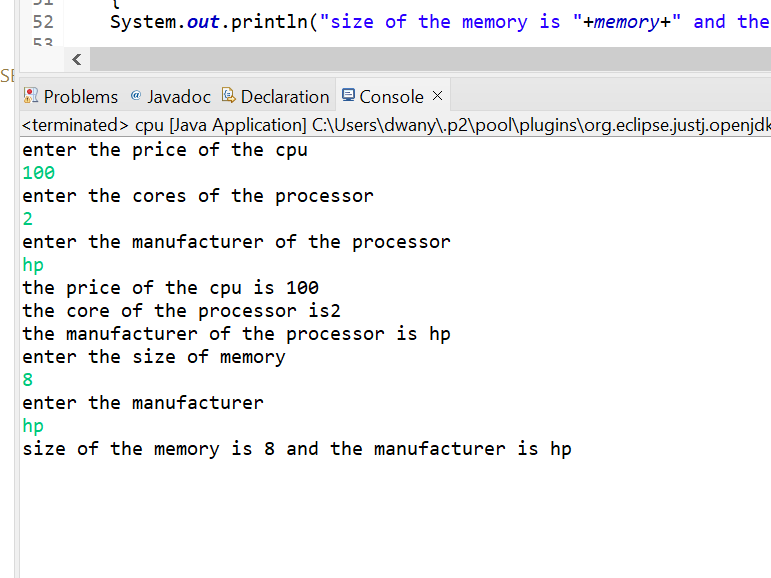 52 System.out.println("size of the memory is "+memory+" and the
SE
Problems @ Javadoc Declaration Console
<terminated> cpu [Java Application] C:\Users\dwany\.p2\pool\plugins\org.eclipse.justj.openjdk
enter the price of the cpu
100
enter the cores of the processor
2
enter the manufacturer of the processor
hp
the price of the cpu is 100
the core of the processor is2
the manufacturer of the processor is hp
enter the size of memory
8
enter the manufacturer
hp
size of the memory is 8 and the manufacturer is hp